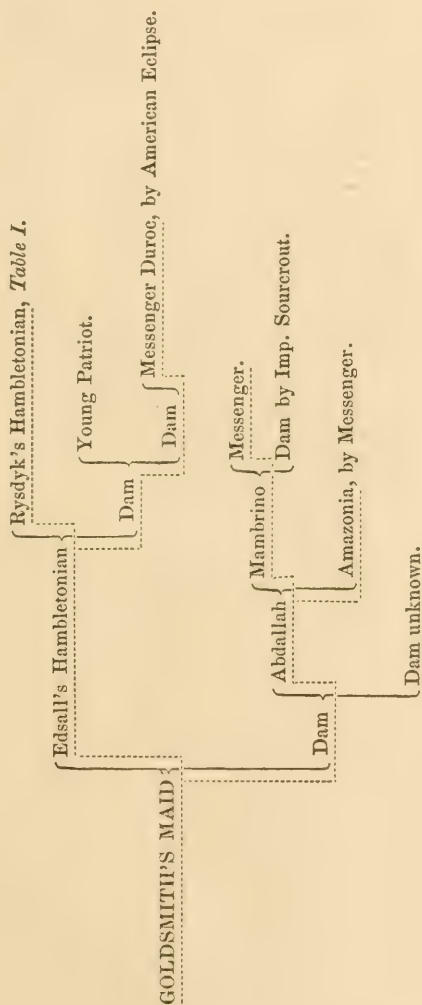 Rysdyk's Hambletonian, Table I.
Edsall's Hambletonian
Young Patriot.
Dam
Dam
Messenger Duroc, by American Eclipse.
GOLDSMITH'S MAID
Messenger.
Mambrino
Dam by Imp. Sourcrout.
Abdallah
Amazonia, by Messenger.
Dam
Dam unknown.